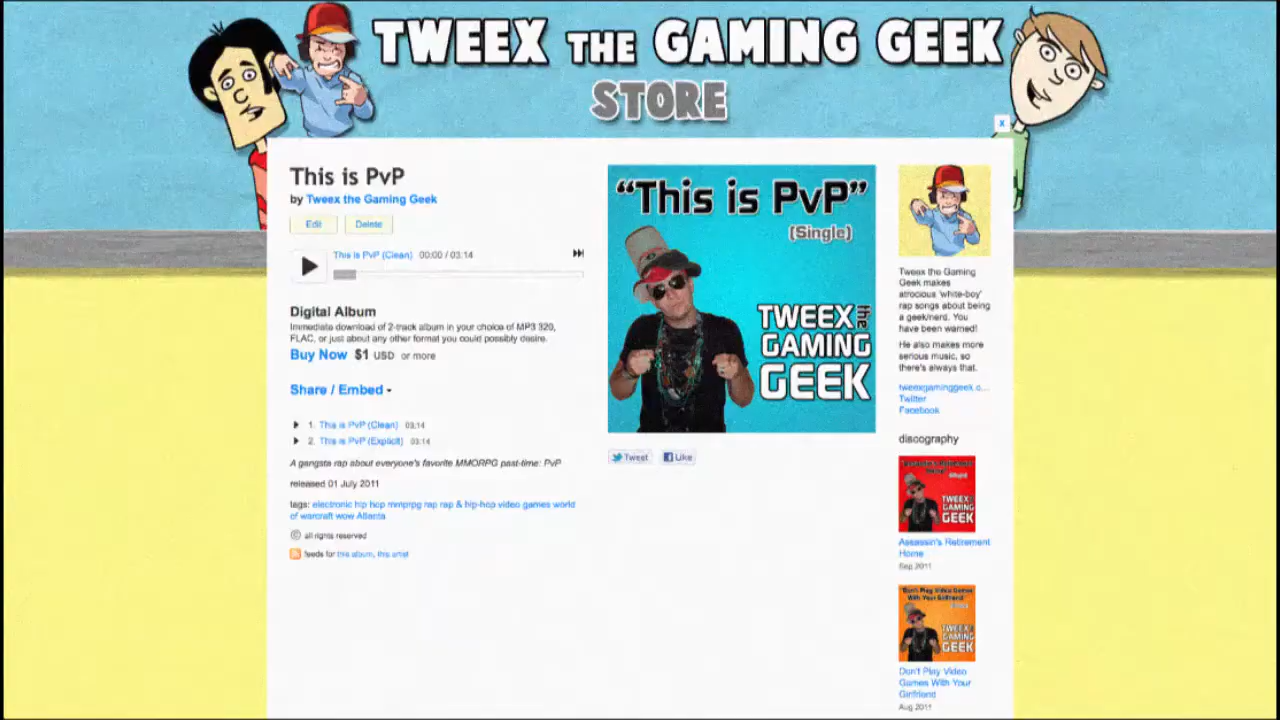 TWEEX THE GAMING GEEK
STORE
x
This is PvP
by Tweex the Gaming Geek
Edit Delete
This is PvP (Clean) 00:00 / 03:14
Digital Album
Immediate download of 2-track album in your choice of MP3 320,
FLAC, or just about any other format you could possibly desire.
Buy Now $1 USD or more
Share / Embed
1. This is PvP (Clean) 03:14
2. This is PvP (Explicit) 03:14
A gangsta rap about everyone's favorite MMORPG past-time: PvP
released 01 July 2011
tags: electronic hip hop mmprpg rap rap & hip-hop video games world
of warcraft wow Atlanta
© all rights reserved
feeds for this album, this artist
"This is PvP"
(Single)
TWEEX the
GAMING
GEEK
Tweet Like
Tweex the Gaming
Geek makes
atrocious 'white-boy'
rap songs about being
a geek/nerd. You
have been warned!
He also makes more
serious music, so
there's always that.
tweexgaminggeek.c...
Twitter
Facebook
discography
Assassin's Retirement
Home
(Single)
TWEEX the
GAMING
GEEK
Assassin's Retirement
Home
Sep 2011
"Don't Play Video Games
With Your Girlfriend"
TWEEX the
GAMING
GEEK
Don't Play Video
Games With Your
Girlfriend
Aug 2011